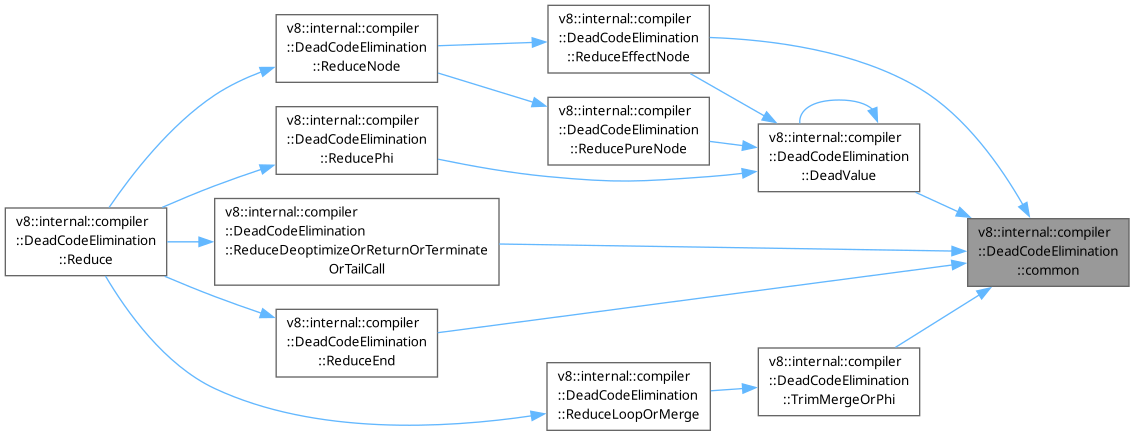 v8::internal::compiler
::DeadCodeElimination
::Reduce
v8::internal::compiler
::DeadCodeElimination
::ReduceNode
v8::internal::compiler
::DeadCodeElimination
::ReducePhi
v8::internal::compiler
::DeadCodeElimination
::ReduceDeoptimizeOrReturnOrTerminate
OrTailCall
v8::internal::compiler
::DeadCodeElimination
::ReduceEnd
v8::internal::compiler
::DeadCodeElimination
::ReduceEffectNode
v8::internal::compiler
::DeadCodeElimination
::ReducePureNode
v8::internal::compiler
::DeadCodeElimination
::ReduceLoopOrMerge
v8::internal::compiler
::DeadCodeElimination
::DeadValue
v8::internal::compiler
::DeadCodeElimination
::TrimMergeOrPhi
v8::internal::compiler
::DeadCodeElimination
::common